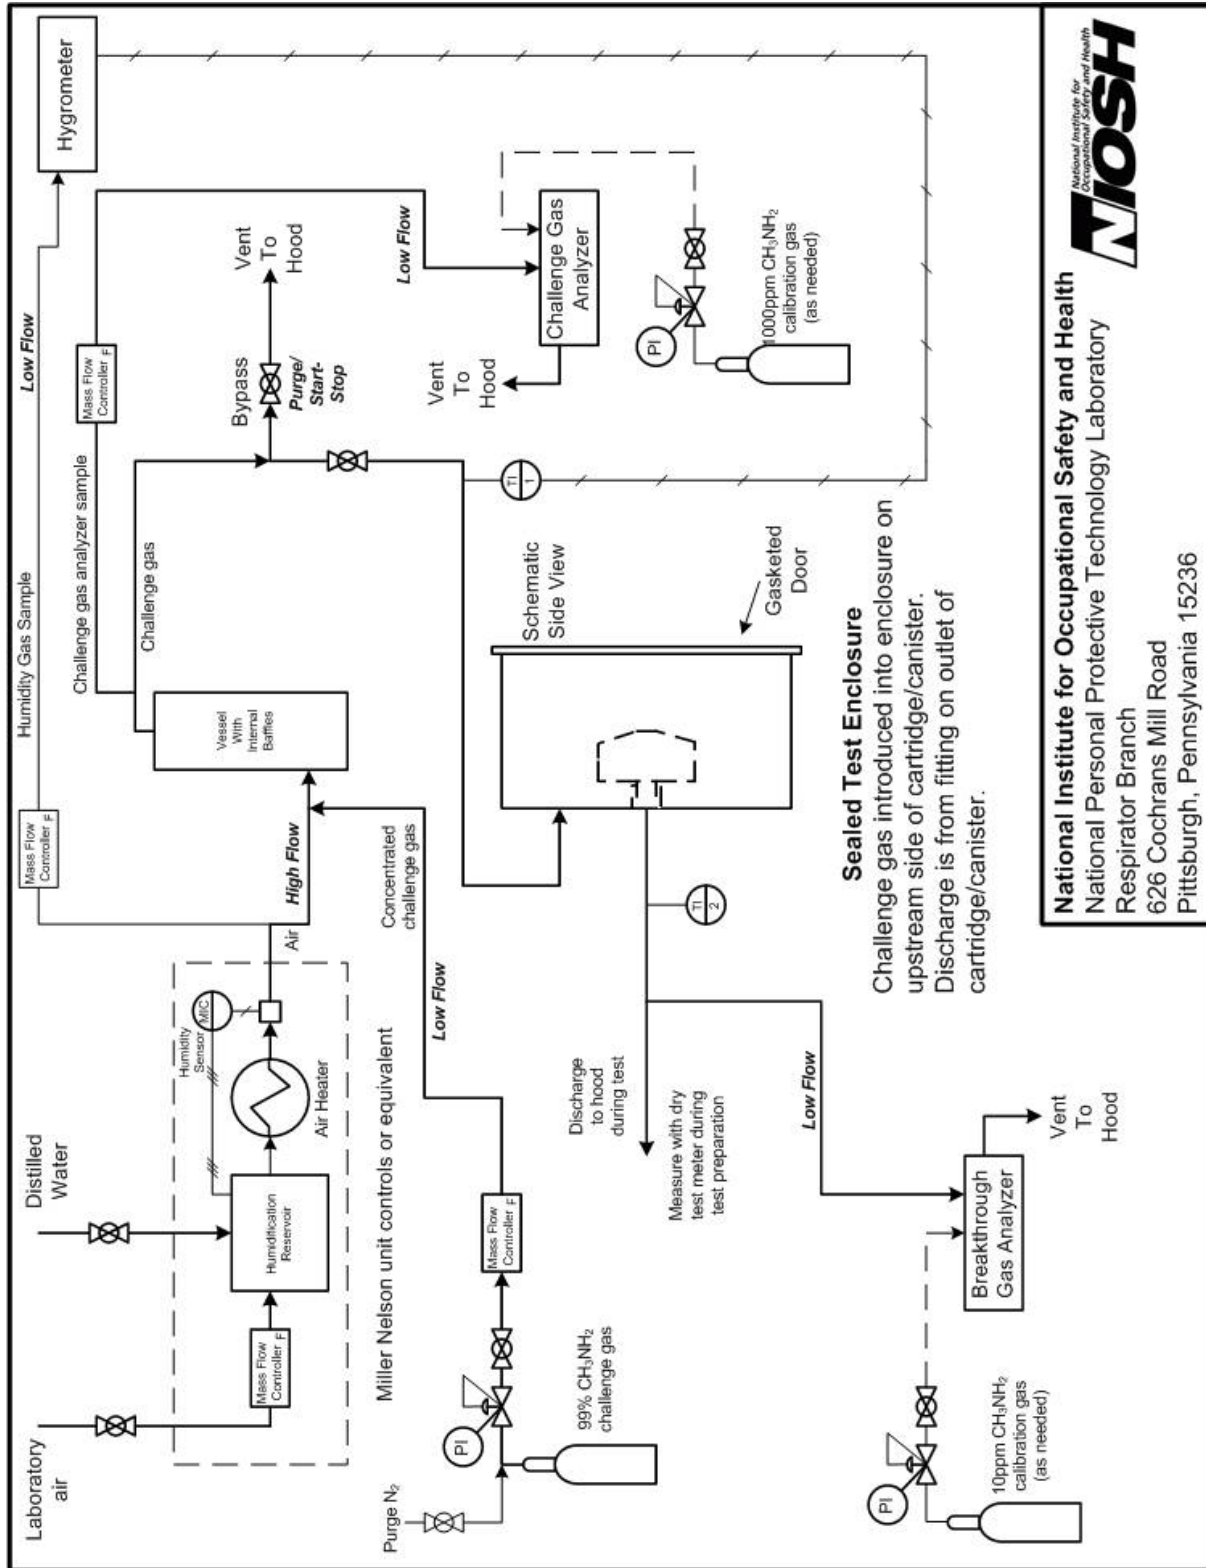 Laboratory
air
Distilled
Water
Mass Flow
Controller F
Humidification
Reservoir
Humidity
Sensor
MIC
Air Heater
Air
Miller Nelson unit controls or equivalent
Mass Flow
Controller F
Humidity Gas Sample
Low Flow
Hygrometer
High Flow
Vessel
With
Internal
Baffles
Challenge gas analyzer sample
Mass Flow
Controller F
Challenge gas
Bypass
Purge/
Start-
Stop
Vent
To
Hood
Low Flow
Challenge Gas
Analyzer
Vent
To
Hood
PI
1000ppm CH₃NH₂
calibration gas
(as needed)
TI
1
Purge N₂
PI
99% CH₃NH₂
challenge gas
Mass Flow
Controller F
Low Flow
Concentrated
challenge gas
Schematic
Side View
Gasketed
Door
TI
2
Discharge
to hood
during test
Measure with dry
test meter during
test preparation
Low Flow
Breakthrough
Gas Analyzer
Vent
To
Hood
PI
10ppm CH₃NH₂
calibration gas
(as needed)
Sealed Test Enclosure
Challenge gas introduced into enclosure on
upstream side of cartridge/canister.
Discharge is from fitting on outlet of
cartridge/canister.
National Institute for Occupational Safety and Health
National Personal Protective Technology Laboratory
Respirator Branch
626 Cochrans Mill Road
Pittsburgh, Pennsylvania 15236
National Institute for
Occupational Safety and Health
NIOSH